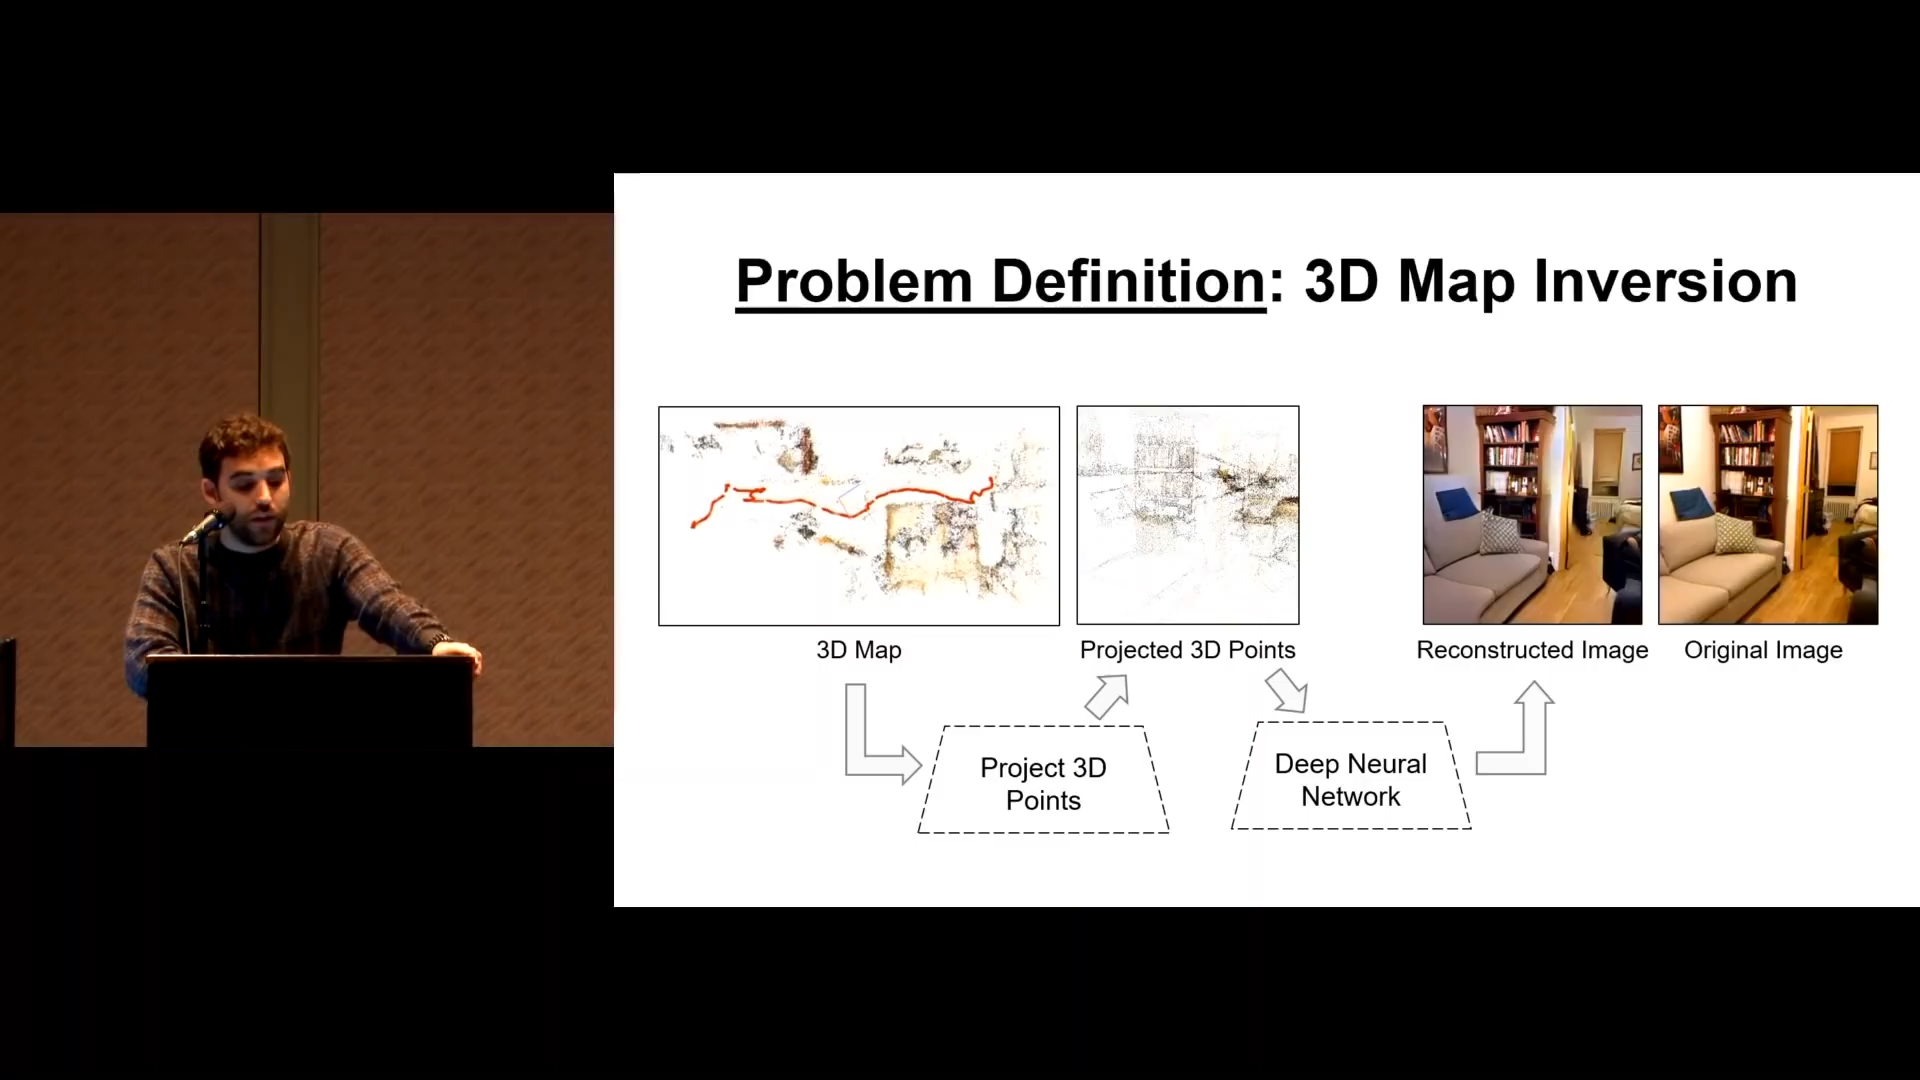 Problem Definition: 3D Map Inversion
3D Map
Projected 3D Points
Reconstructed Image
Original Image
Project 3D
Points
Deep Neural
Network